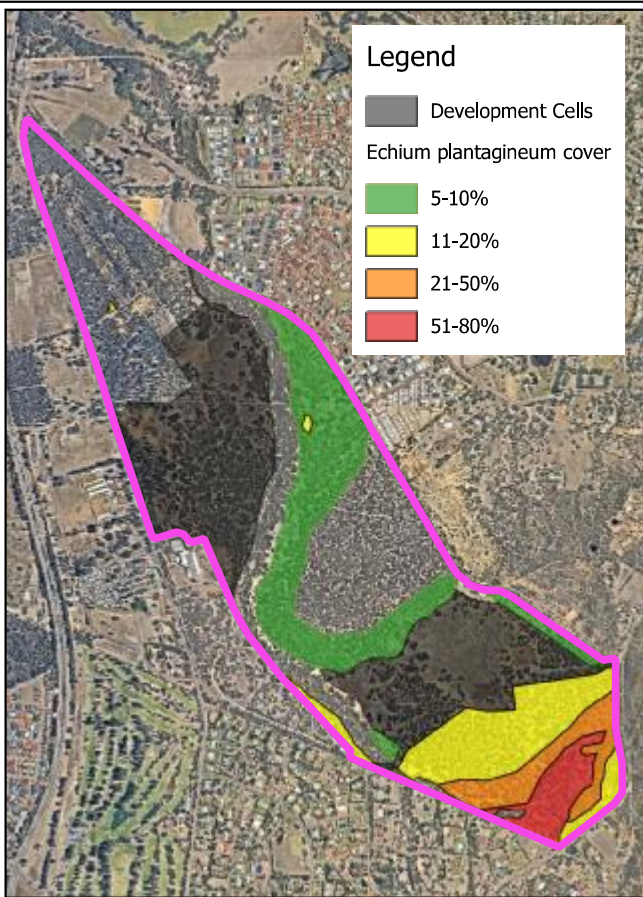 Legend
Development Cells
Echium plantagineum cover
5-10%
11-20%
21-50%
51-80%